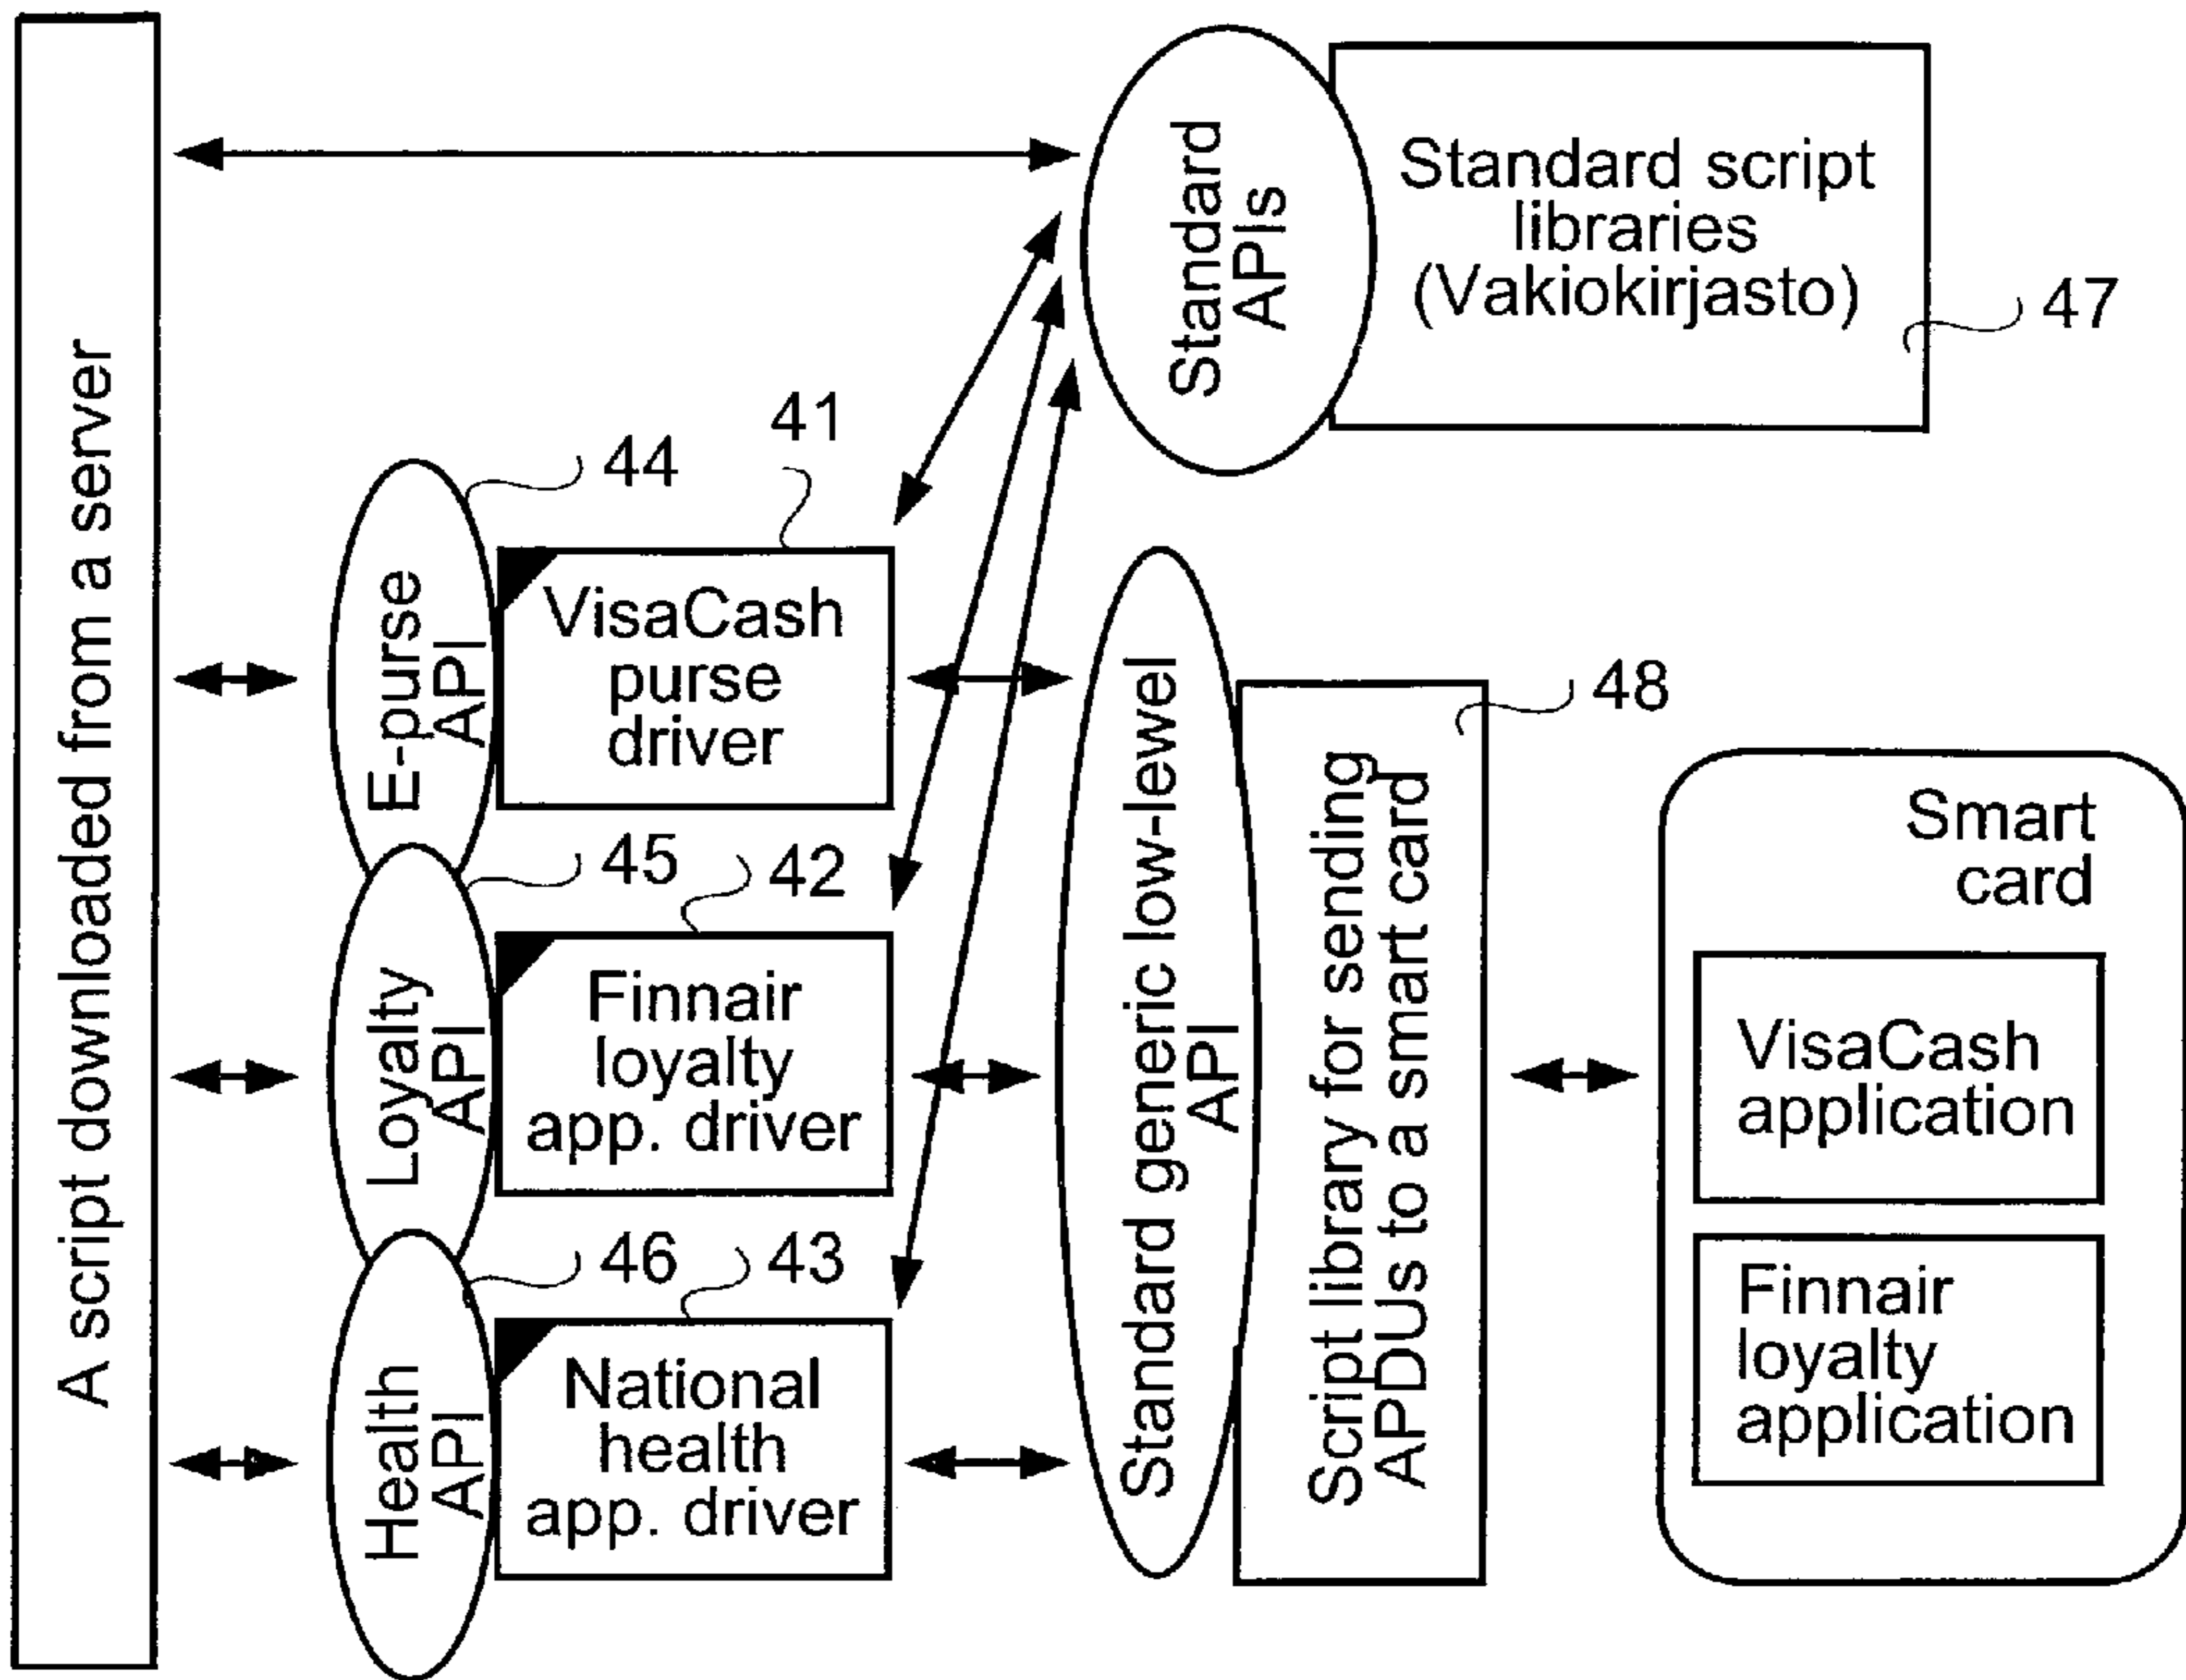 A script downloaded from a server
Standard
APIs
Standard script
libraries
(Vakiokirjasto)
47
44
41
E-purse
API
VisaCash
purse
driver
45
42
Loyalty
API
Finnair
loyalty
app. driver
46
43
Health
API
National
health
app. driver
Standard generic low-lewel
API
48
Script library for sending
APDUs to a smart card
Smart
card
VisaCash
application
Finnair
loyalty
application